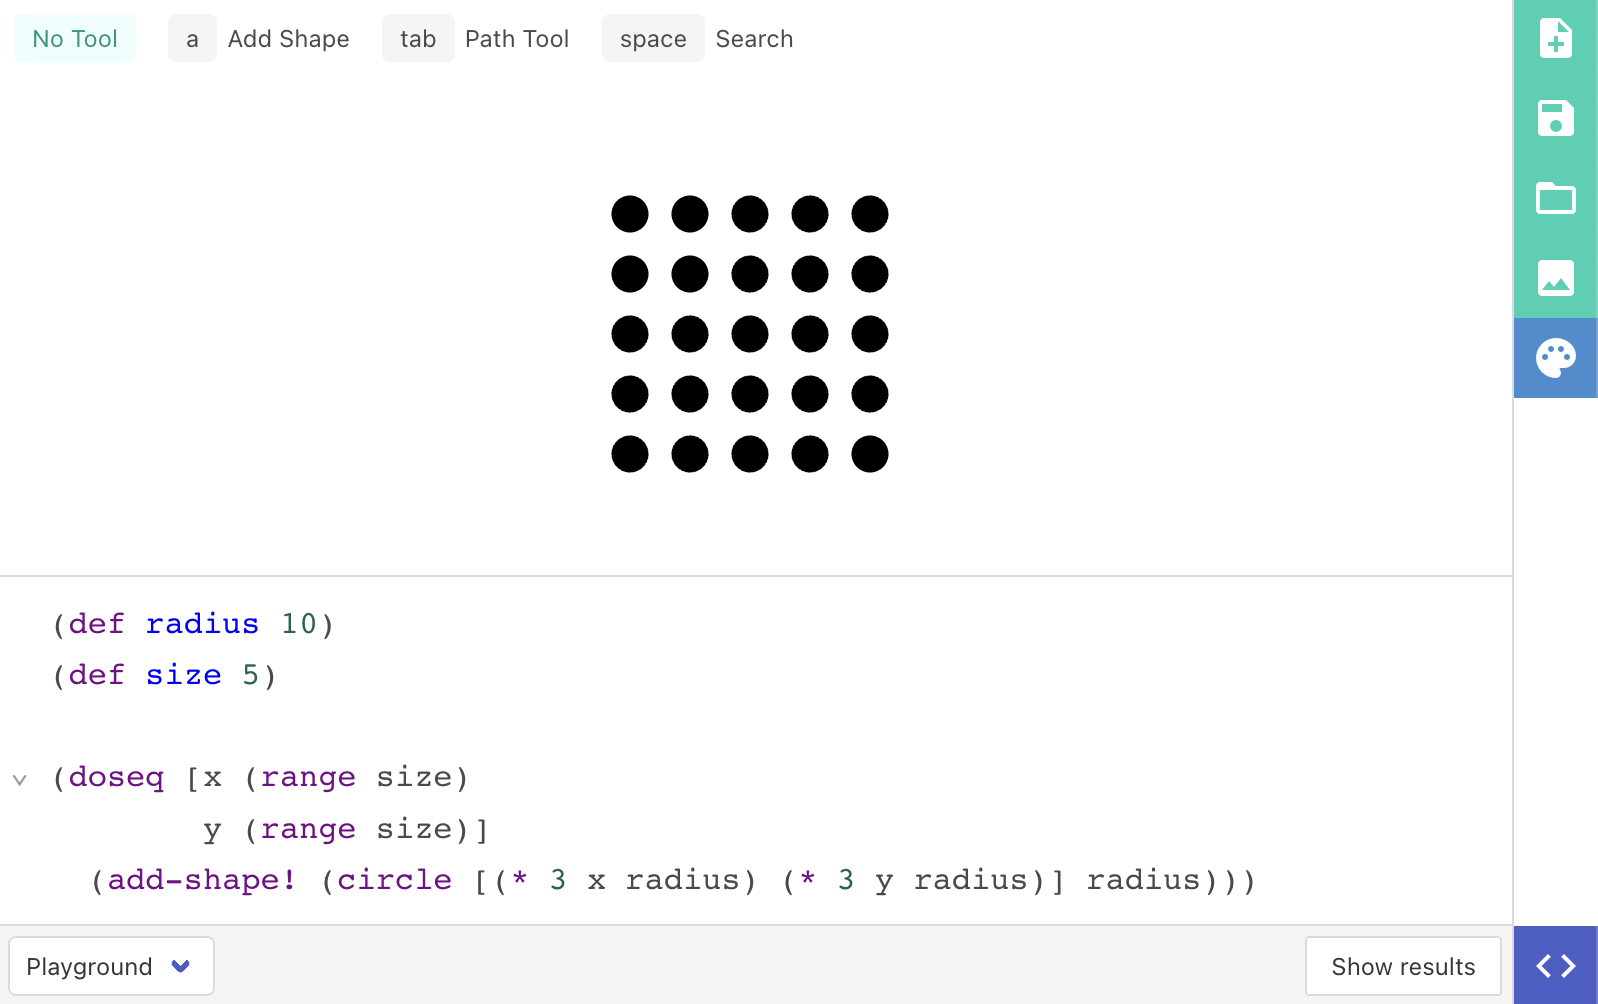 No Tool a Add Shape tab Path Tool space Search
(def radius 10)
(def size 5)
(doseq [x (range size)
y (range size)]
(add-shape! (circle [(* 3 x radius) (* 3 y radius)] radius)))
Playground Show results